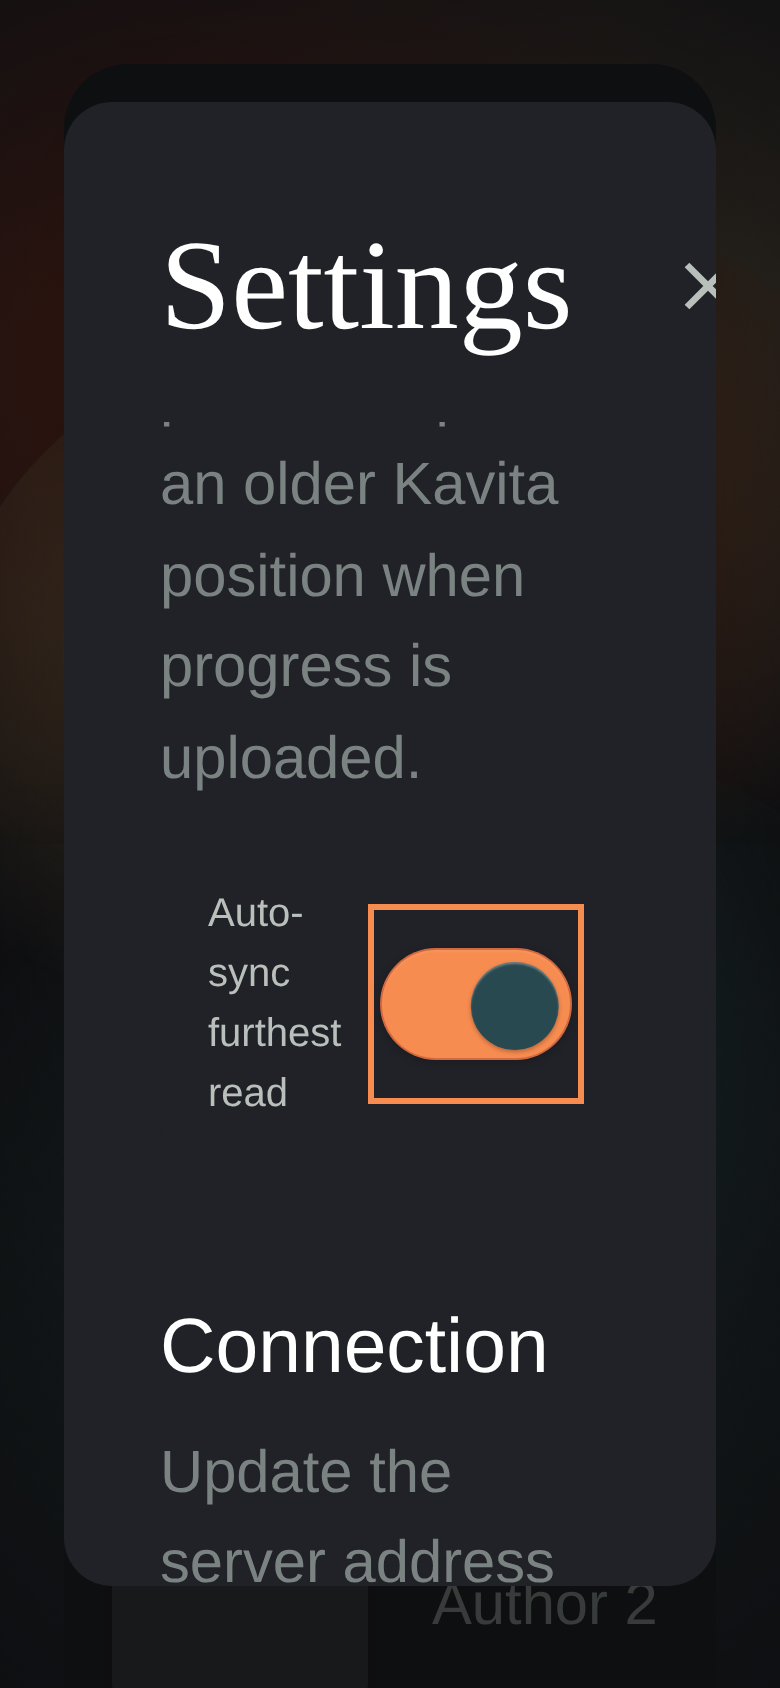 Settings
an older Kavita
position when
progress is
uploaded.
Auto-
sync
furthest
read
Connection
Update the
server address
Author 2